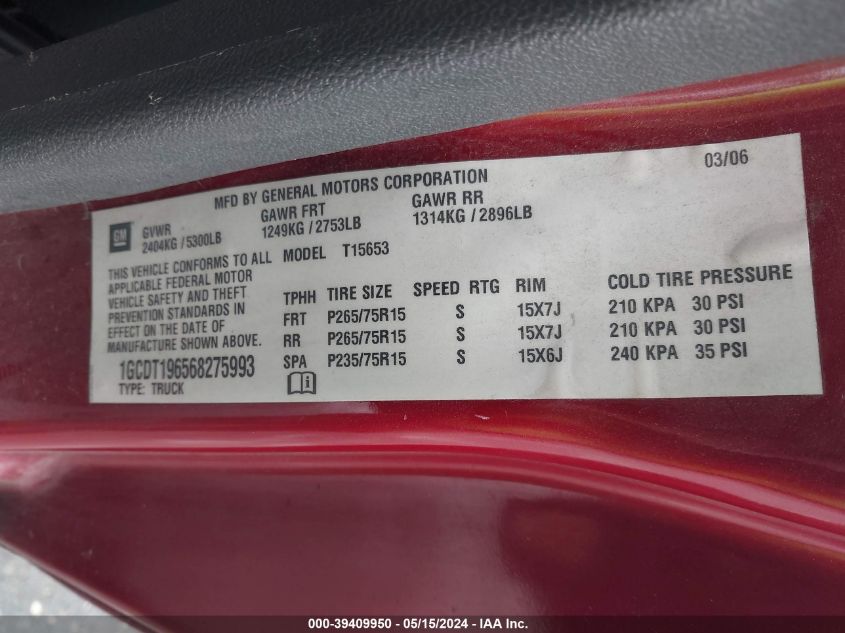 03/06
MFD BY GENERAL MOTORS CORPORATION
GM
GVWR GAWR FRT GAWR RR
2404KG / 5300LB 1249KG / 2753LB 1314KG / 2896LB
THIS VEHICLE CONFORMS TO ALL
APPLICABLE FEDERAL MOTOR
VEHICLE SAFETY AND THEFT
PREVENTION STANDARDS IN
EFFECT ON THE DATE OF
MANUFACTURE SHOWN ABOVE.
1GCDT196568275993
TYPE: TRUCK
MODEL T15653
TPHH TIRE SIZE SPEED RTG RIM COLD TIRE PRESSURE
FRT P265/75R15 S 15X7J 210 KPA 30 PSI
RR P265/75R15 S 15X7J 210 KPA 30 PSI
SPA P235/75R15 S 15X6J 240 KPA 35 PSI
000-39409950 - 05/15/2024 - IAA Inc.